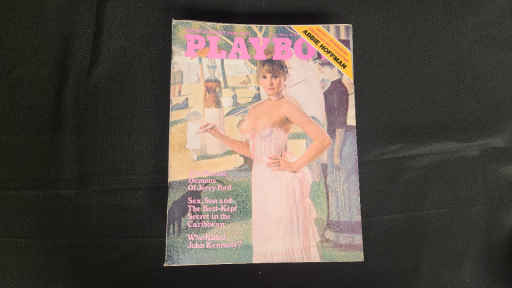 PLAYBO
ABBIE HOFFMAN
Demons
Of Jerry Ford
Sex, Sun and
The Best-Kept
Secret in the
Caribbean
Who Killed
John Kennedy?